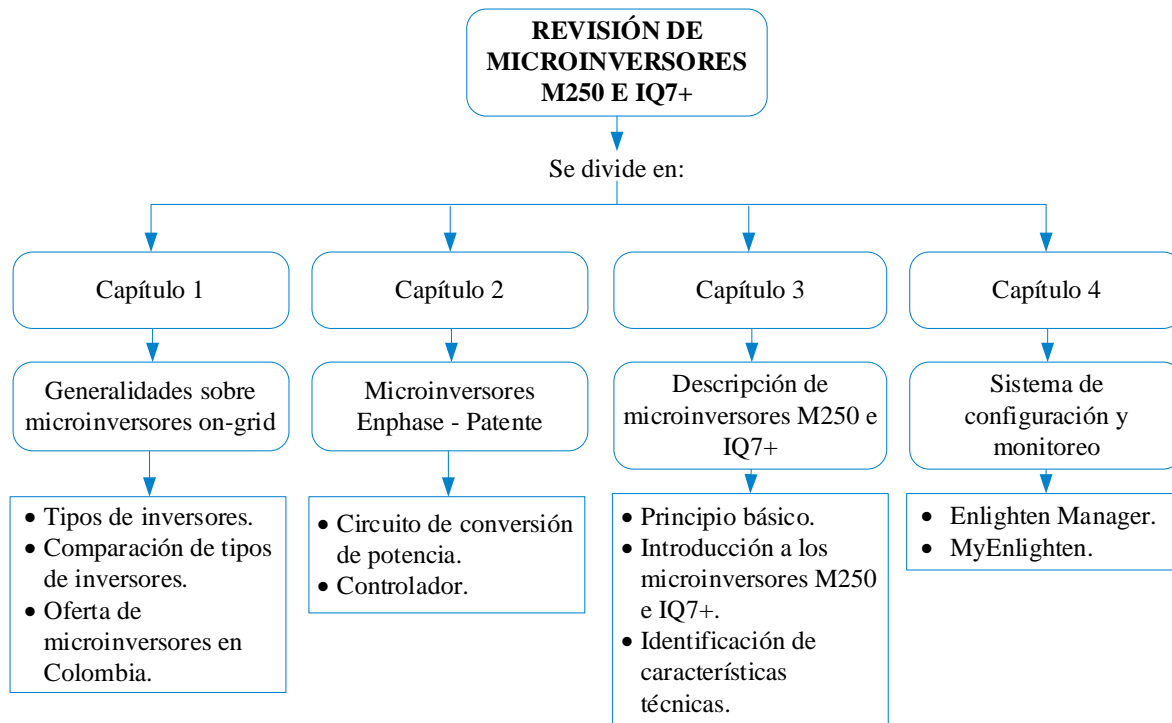 REVISIÓN DE
MICROINVERSORES
M250 E IQ7+
Se divide en:
Capítulo 1
Capítulo 2
Capítulo 3
Capítulo 4
Generalidades sobre
microinversores on-grid
Microinversores
Enphase - Patente
Descripción de
microinversores M250 e
IQ7+
Sistema de
configuración y
monitoreo
• Tipos de inversores.
• Comparación de tipos
de inversores.
• Oferta de
microinversores en
Colombia.
• Circuito de conversión
de potencia.
• Controlador.
• Principio básico.
• Introducción a los
microinversores M250
e IQ7+.
• Identificación de
características
técnicas.
• Enlighten Manager.
• MyEnlighten.